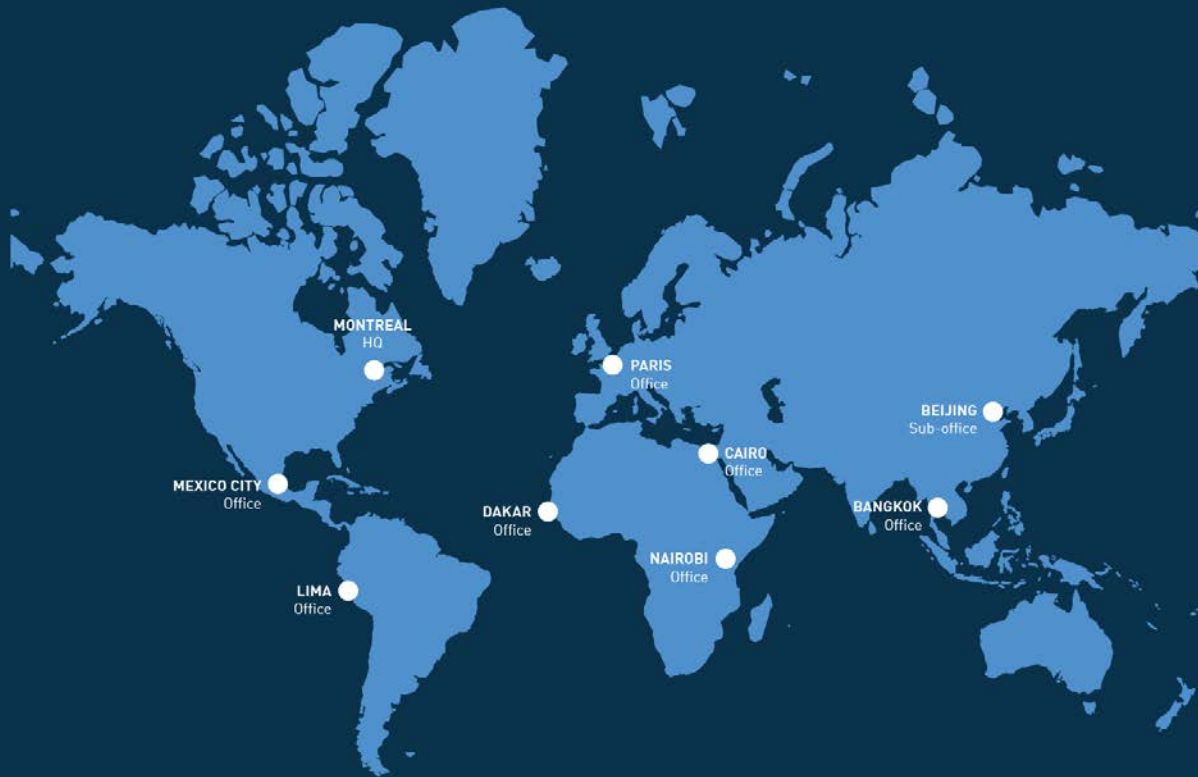 MONTREAL
HQ
PARIS
Office
BEIJING
Sub-office
CAIRO
Office
MEXICO CITY
Office
DAKAR
Office
BANGKOK
Office
NAIROBI
Office
LIMA
Office